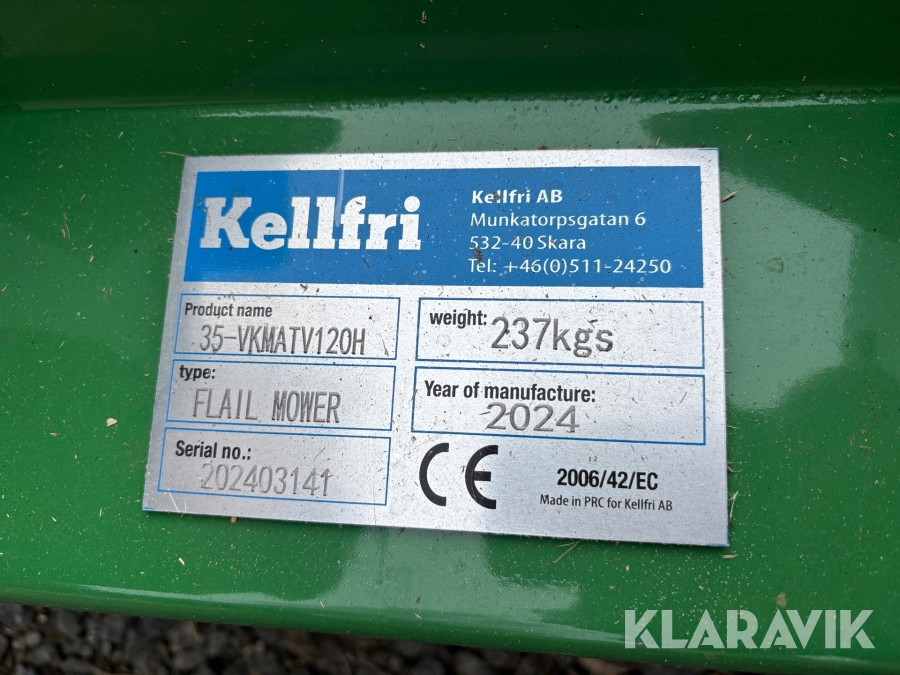 Kellfri
Kellfri AB
Munkatorpsgatan 6
532-40 Skara
Tel: +46(0)511-24250
Product name
35-VKMATV120H
weight: 237kgs
type:
FLAIL MOWER
Year of manufacture:
2024
Serial no.:
202403141
CE
2006/42/EC
Made in PRC for Kellfri AB
KLARAVIK